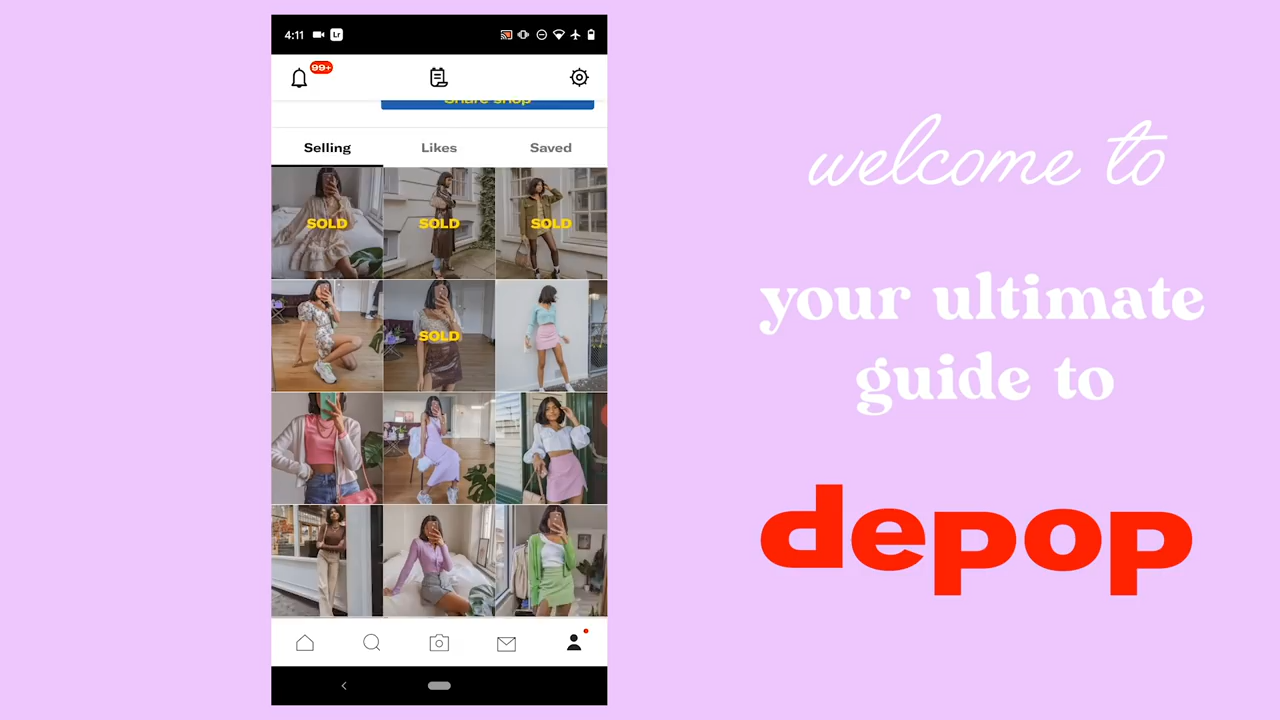 4:11
Lr
99+
Share shop
Selling
Likes
Saved
SOLD
SOLD
SOLD
SOLD
welcome to
your ultimate
guide to
depop